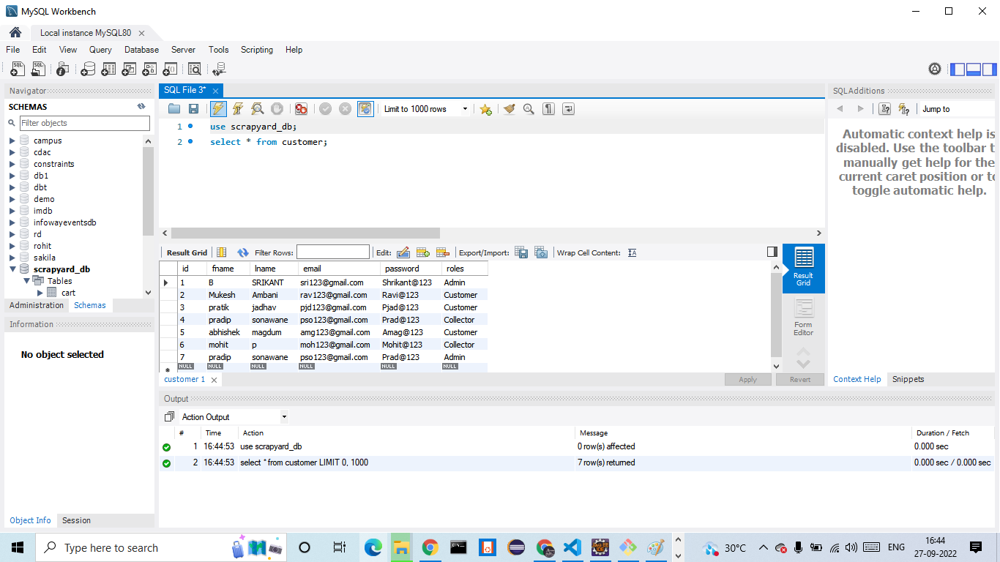 MySQL Workbench
Local instance MySQL80
File Edit View Query Database Server Tools Scripting Help
Navigator
SCHEMAS
Filter objects
campus
cdac
constraints
db1
dbt
demo
imdb
infowayeventsdb
rd
rohit
sakila
scrapyard_db
Tables
cart
Administration Schemas
Information
No object selected
Object Info Session
SQL File 3*
Limit to 1000 rows
1 use scrapyard_db;
2 select * from customer;
Result Grid Filter Rows: Edit: Export/Import: Wrap Cell Content:
id fname lname email password roles
1 B SRIKANT sri123@gmail.com Shrikant@123 Admin
2 Mukesh Ambani rav123@gmail.com Ravi@123 Customer
3 pratik jadhav pjd123@gmail.com Pjad@123 Customer
4 pradip sonawane pso123@gmail.com Prad@123 Collector
5 abhishek magdum amg123@gmail.com Amag@123 Customer
6 mohit p moh123@gmail.com Mohit@123 Collector
7 pradip sonawane pso123@gmail.com Prad@123 Admin
NULL NULL NULL NULL NULL NULL
Result
Grid
Form
Editor
customer 1
Apply Revert
SQLAdditions
Jump to
Automatic context help is
disabled. Use the toolbar t
manually get help for the
current caret position or to
toggle automatic help.
Context Help Snippets
Output
Action Output
# Time Action Message Duration / Fetch
1 16:44:53 use scrapyard_db 0 row(s) affected 0.000 sec
2 16:44:53 select * from customer LIMIT 0, 1000 7 row(s) returned 0.000 sec / 0.000 sec
Type here to search
30°C
ENG
16:44
27-09-2022